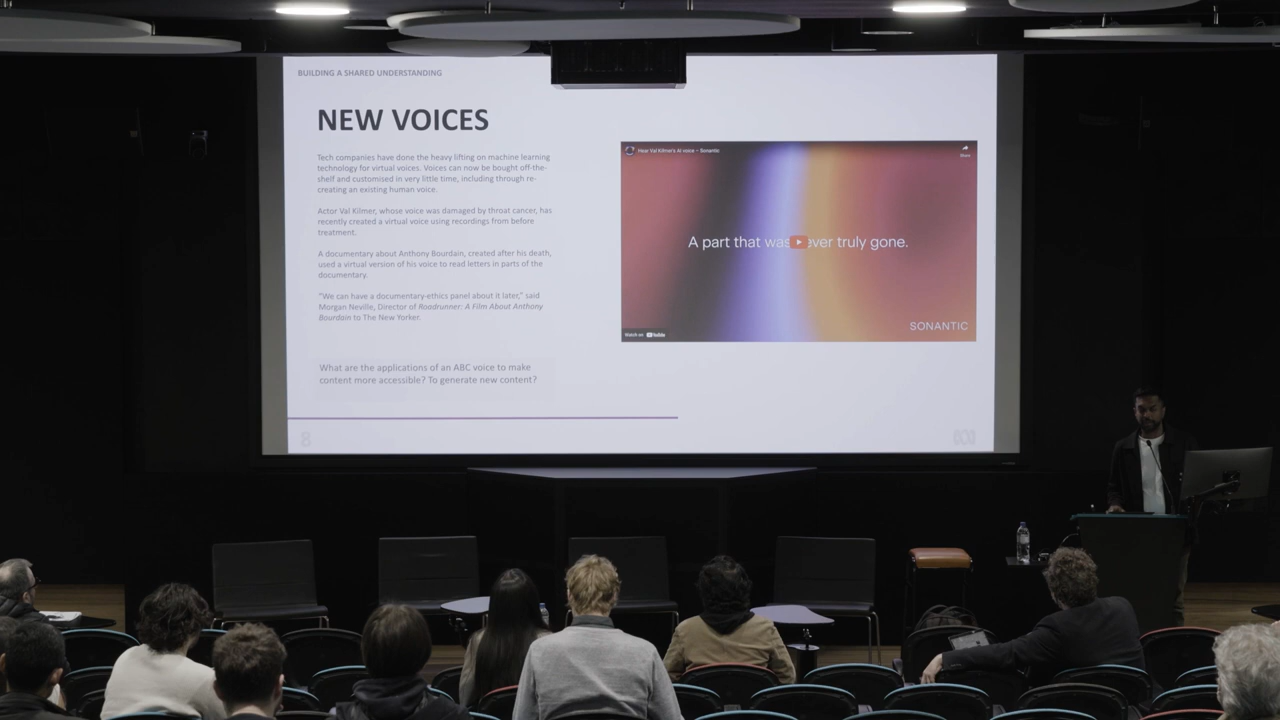 BUILDING A SHARED UNDERSTANDING
NEW VOICES
Tech companies have done the heavy lifting on machine learning
technology for virtual voices. Voices can now be bought off-the-
shelf and customised in very little time, including through re-
creating an existing human voice.
Actor Val Kilmer, whose voice was damaged by throat cancer, has
recently created a virtual voice using recordings from before
treatment.
A documentary about Anthony Bourdain, created after his death,
used a virtual version of his voice to read letters in parts of the
documentary.
"We can have a documentary-ethics panel about it later," said
Morgan Neville, Director of Roadrunner: A Film About Anthony
Bourdain to The New Yorker.
What are the applications of an ABC voice to make
content more accessible? To generate new content?
8
Hear Val Kilmer's AI voice – Sonantic
Share
A part that was ever truly gone.
SONANTIC
Watch on YouTube